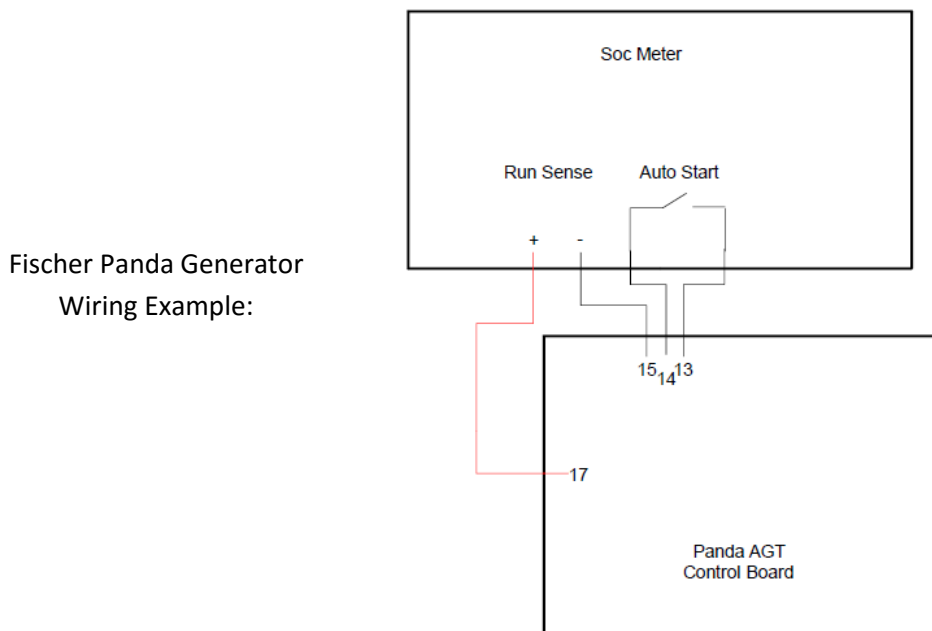 Soc Meter
Run Sense
Auto Start
+
-
Fischer Panda Generator
Wiring Example:
15
14
13
17
Panda AGT
Control Board